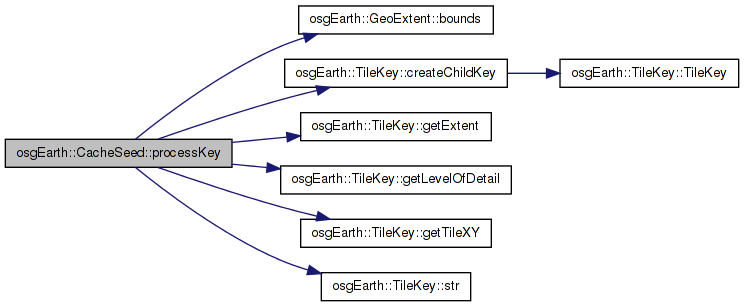 osgEarth::GeoExtent::bounds
osgEarth::TileKey::createChildKey
osgEarth::TileKey::TileKey
osgEarth::TileKey::getExtent
osgEarth::CacheSeed::processKey
osgEarth::TileKey::getLevelOfDetail
osgEarth::TileKey::getTileXY
osgEarth::TileKey::str